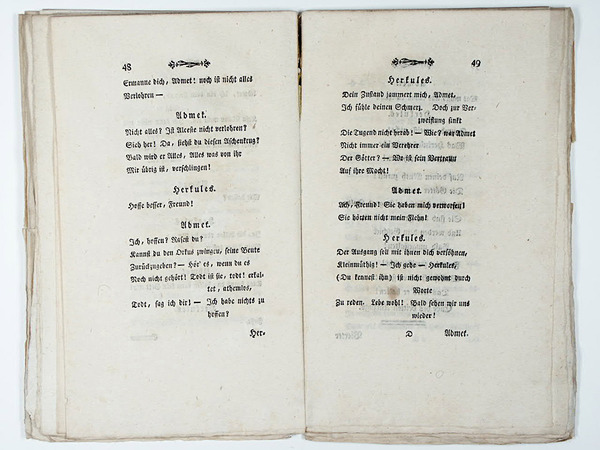 48
Ermanne dich, Admet! noch ist nicht alles
Verlohren —
Admet.
Nicht alles? Ist Alceste nicht verlohren?
Sieh her! Da, siehst du diesen Aschenkrug?
Bald wird er Alles, Alles was von ihr
Mir übrig ist, verschlingen!
Herkules.
Hoffe besser, Freund!
Admet.
Ich, hoffen? Rasest du?
Kannst du den Orkus zwingen, seine Beute
Zurückzugeben? — Hör' es, wenn du es
Noch nicht gehört! Todt ist sie, todt! erkal-
tet, athemlos,
Todt, sag ich dir! — Ich habe nichts zu
hoffen?
Her-
49
Herkules.
Dein Zustand jammert mich, Admet,
Ich fühle deinen Schmerz. Doch zur Ver-
zweiflung sinkt
Die Tugend nicht herab! — Wie? war Admet
Nicht immer ein Verehrer
Der Götter? — Wo ist sein Vertraun
Auf ihre Macht!
Admet.
Ach, Freund! Sie haben mich verworfen!
Sie hörten nicht mein Flehn!
Herkules.
Der Ausgang soll mit ihnen dich versöhnen,
Kleinmüthig! — Ich gehe — Herkules,
(Du kennest ihn) ist nicht gewohnt durch
Worte
Zu reden. Lebe wohl! Bald sehen wir uns
wieder!
D Admet.